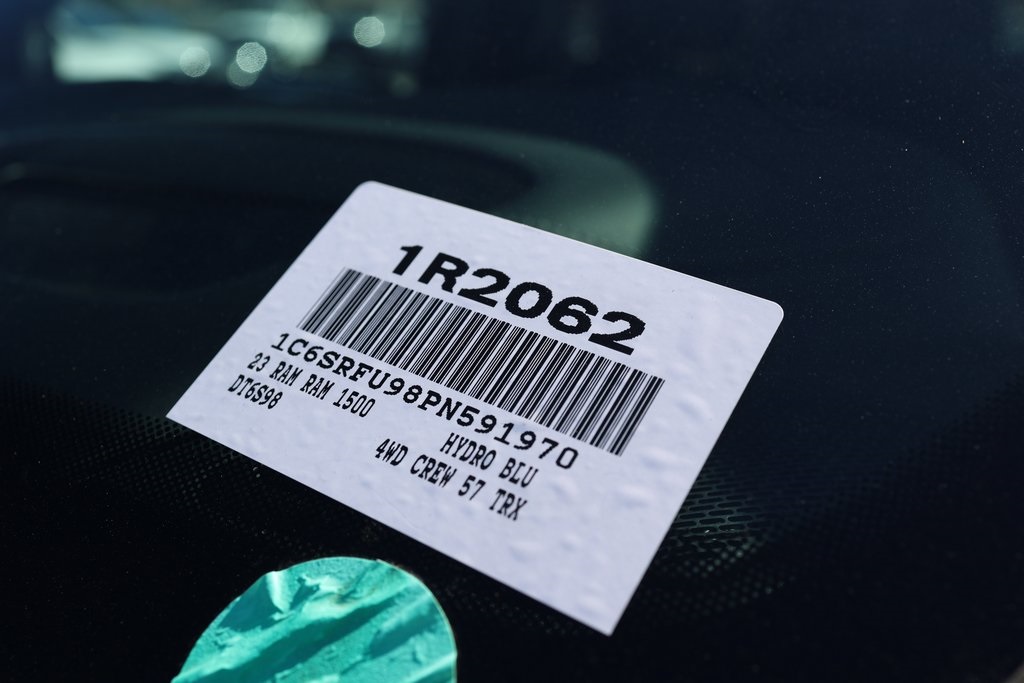 1R2062
1C6SRFU98PN591970
23 RAM RAM 1500
HYDRO BLU
DT6S98
4WD CREW 57 TRX